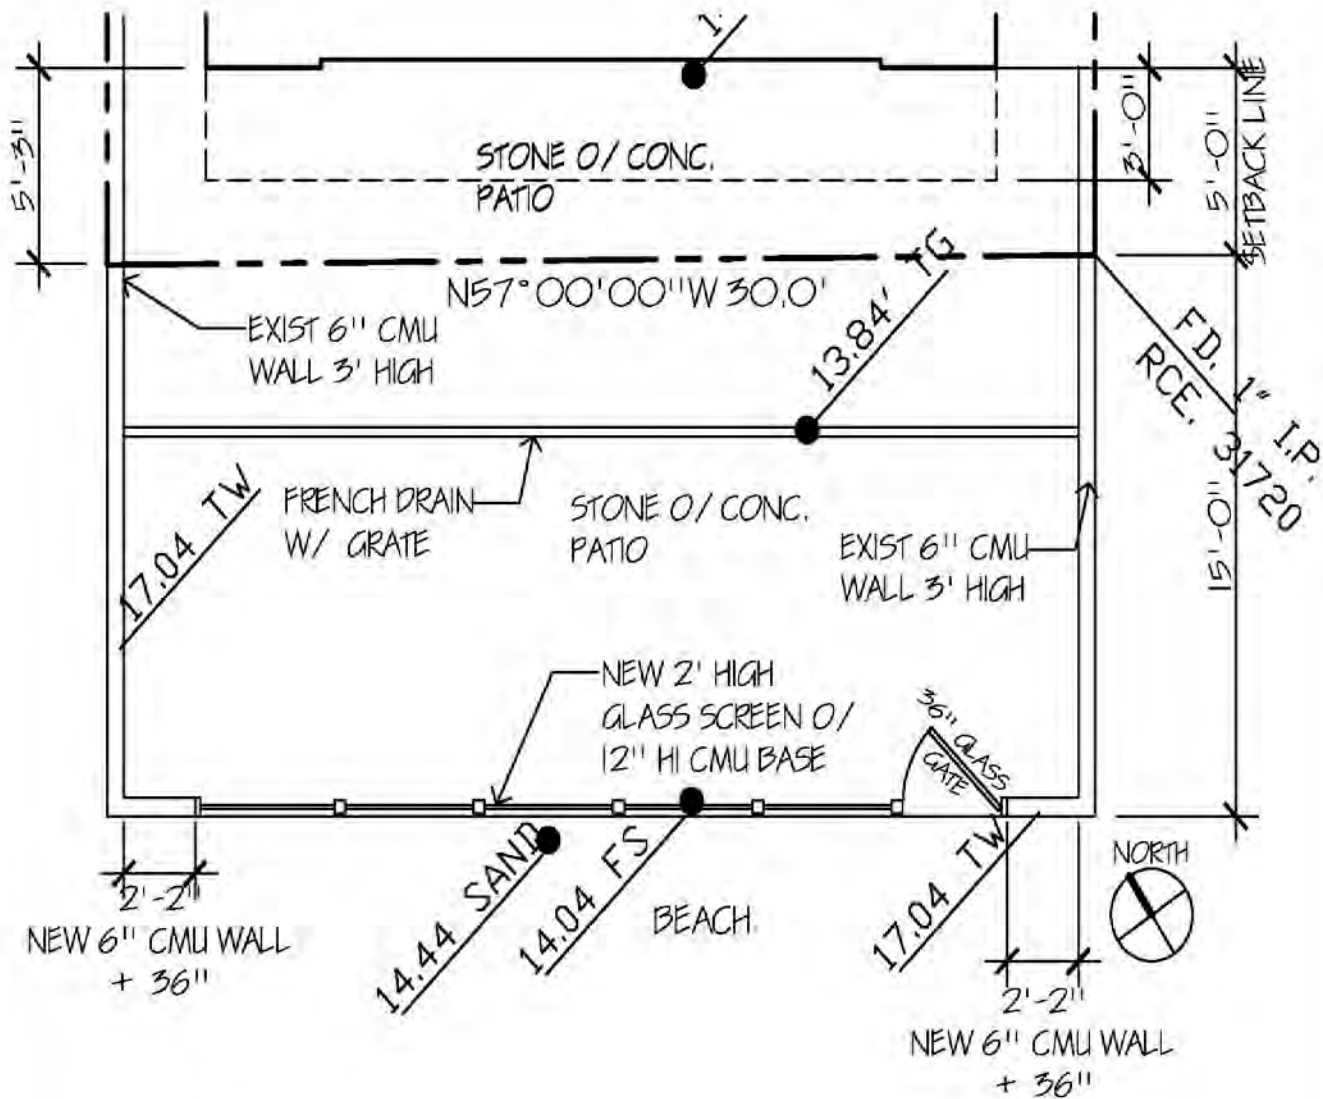 1.
5'-3"
STONE O/ CONC.
PATIO
3'-0"
5'-0"
SETBACK LINE
N57°00'00"W 30.0'
13.84' TG
EXIST 6" CMU
WALL 3' HIGH
FD. 1" I.P.
RCE. 31720
17.04 TW
FRENCH DRAIN
W/ GRATE
STONE O/ CONC.
PATIO
EXIST 6" CMU
WALL 3' HIGH
15'-0"
NEW 2' HIGH
GLASS SCREEN O/
12" HI CMU BASE
36" GLASS
GATE
14.44 SAND
14.04 FS
BEACH.
17.04 TW
NORTH
2'-2"
NEW 6" CMU WALL
+ 36"
2'-2"
NEW 6" CMU WALL
+ 36"